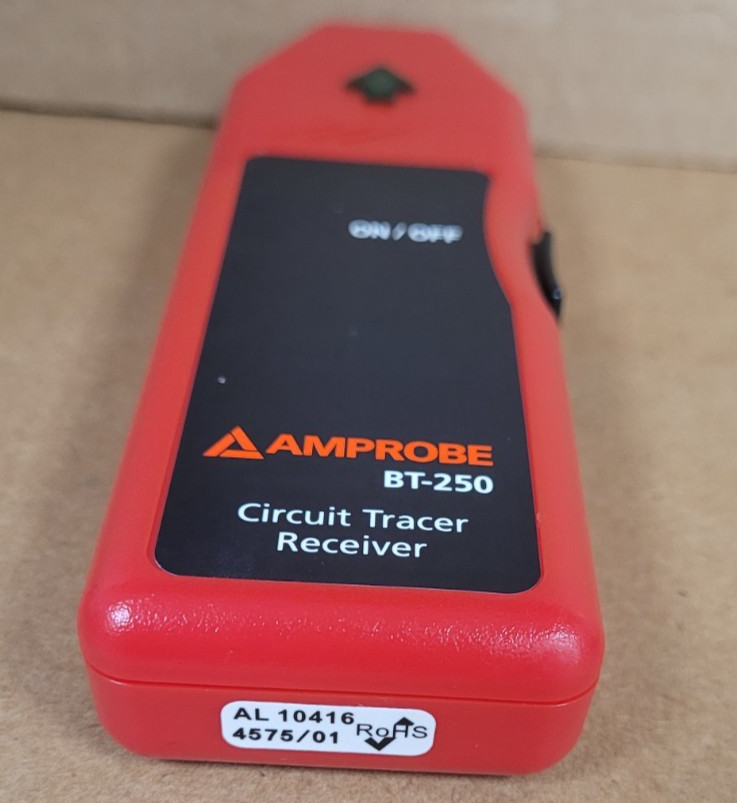 ON / OFF
AMPROBE
BT-250
Circuit Tracer
Receiver
AL 10416
4575/01 RoHS